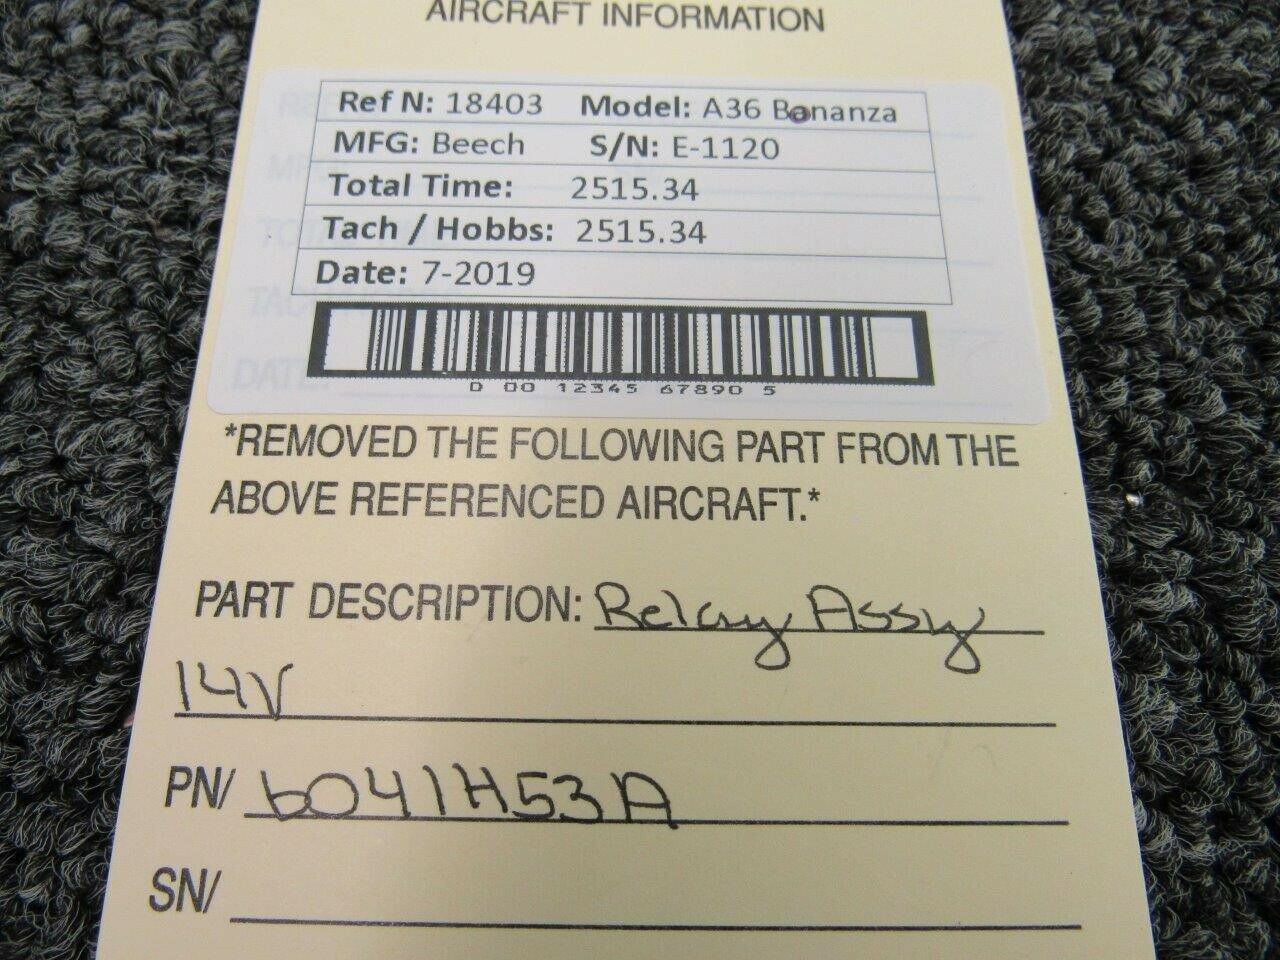 AIRCRAFT INFORMATION
Ref N: 18403 Model: A36 Bonanza
MFG: Beech S/N: E-1120
Total Time: 2515.34
Tach / Hobbs: 2515.34
Date: 7-2019
D 00 12345 67890 5
*REMOVED THE FOLLOWING PART FROM THE
ABOVE REFERENCED AIRCRAFT.*
PART DESCRIPTION: Relay Assy
14V
PN/ 6041H53A
SN/